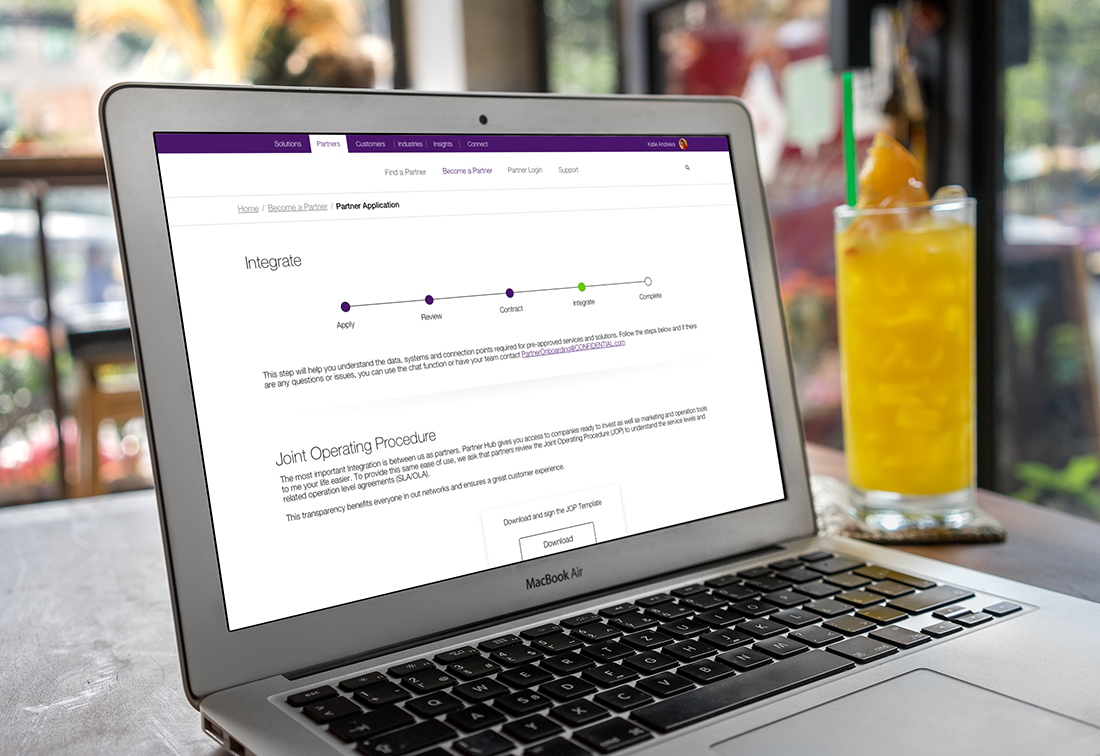 Solutions Partners Customers Industries Insights Connect Katie Andrews
Find a Partner Become a Partner Partner Login Support
Home / Become a Partner / Partner Application
Integrate
Apply Review Contract Integrate Complete
This step will help you understand the data, systems and connection points required for pre-approved services and solutions. Follow the steps below and if there
are any questions or issues, you can use the chat function or have your team contact PartnerOnboarding@CONFIDENTIAL.com.
Joint Operating Procedure
The most important Integration is between us as partners. Partner Hub gives you access to companies ready to invest as well as marketing and operation tools
to me your life easier. To provide this same ease of use, we ask that partners review the Joint Operating Procedure (JOP) to understand the service levels and
related operation level agreements (SLA/OLA).
This transparency benefits everyone in out networks and ensures a great customer experience.
Download and sign the JOP Template
Download
MacBook Air
Q W E R T Z U
A S D F G H J K
Y X C V B N M